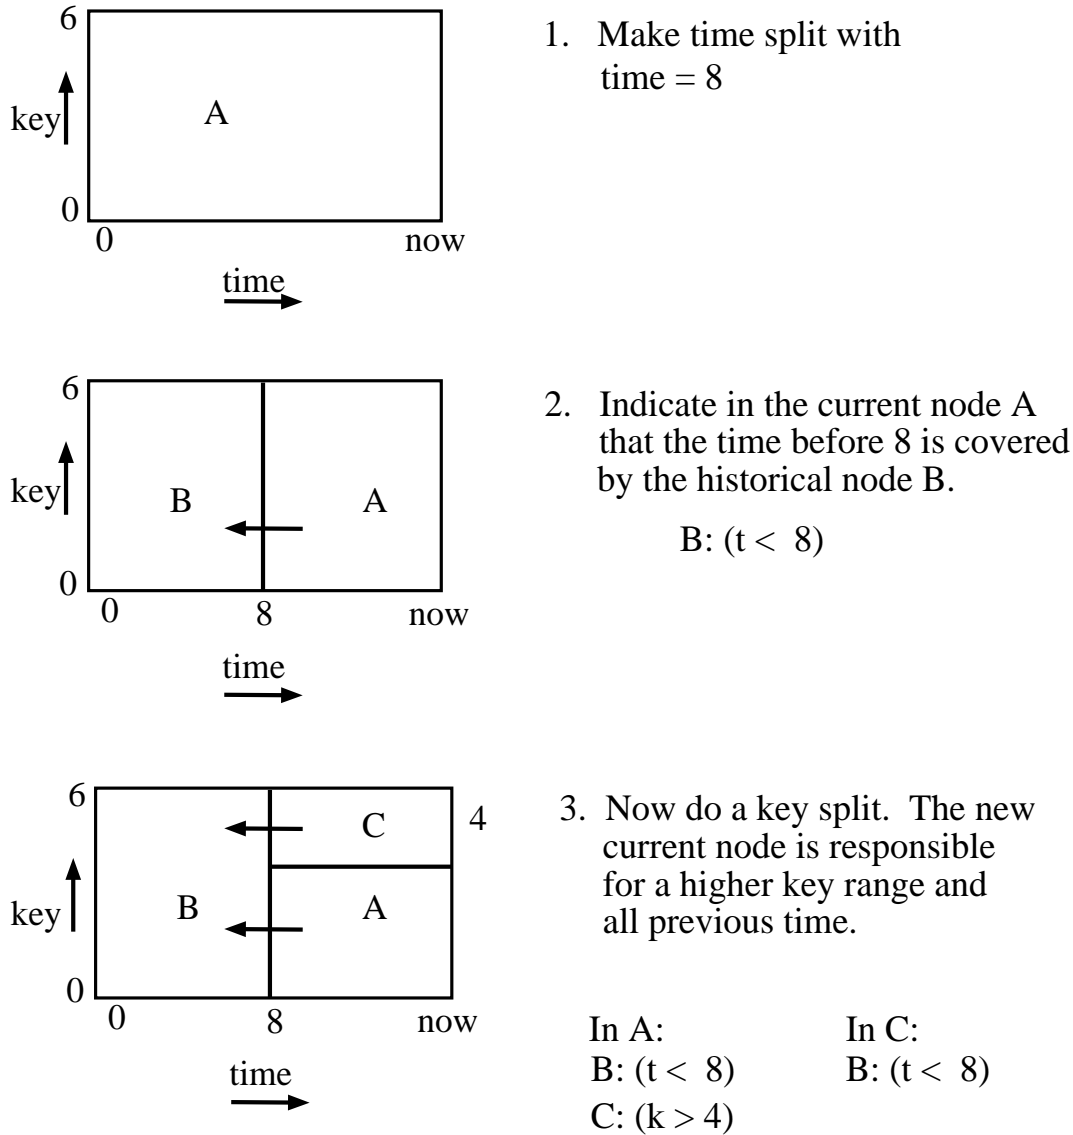 6
1. Make time split with
time = 8
A
key
0
0 now
time
6
2. Indicate in the current node A
that the time before 8 is covered
by the historical node B.
key
B A
B: (t < 8)
0
0 8 now
time
6
4
3. Now do a key split. The new
current node is responsible
for a higher key range and
all previous time.
C
key
B A
0
0 8 now
In A: In C:
B: (t < 8) B: (t < 8)
C: (k > 4)
time